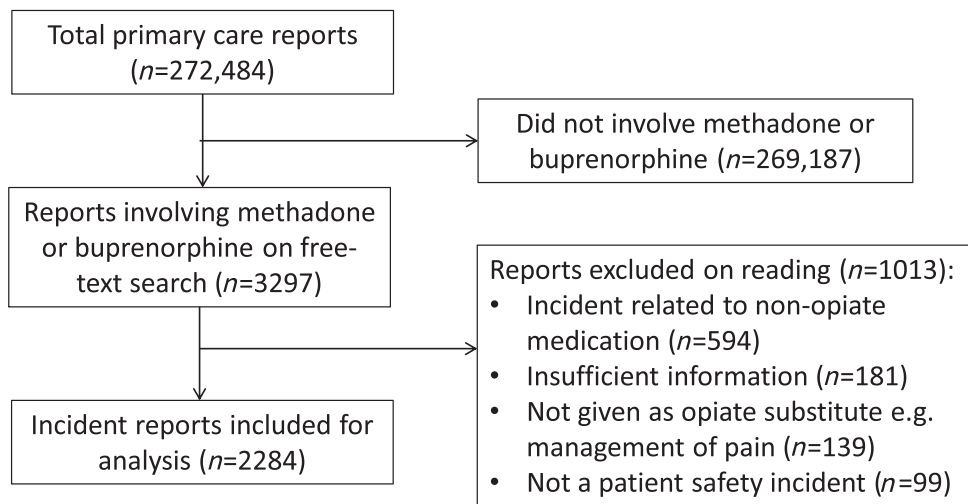 Total primary care reports
(n=272,484)
Did not involve methadone or
buprenorphine (n=269,187)
Reports involving methadone
or buprenorphine on free-
text search (n=3297)
Reports excluded on reading (n=1013):
• Incident related to non-opiate
medication (n=594)
• Insufficient information (n=181)
• Not given as opiate substitute e.g.
management of pain (n=139)
• Not a patient safety incident (n=99)
Incident reports included for
analysis (n=2284)